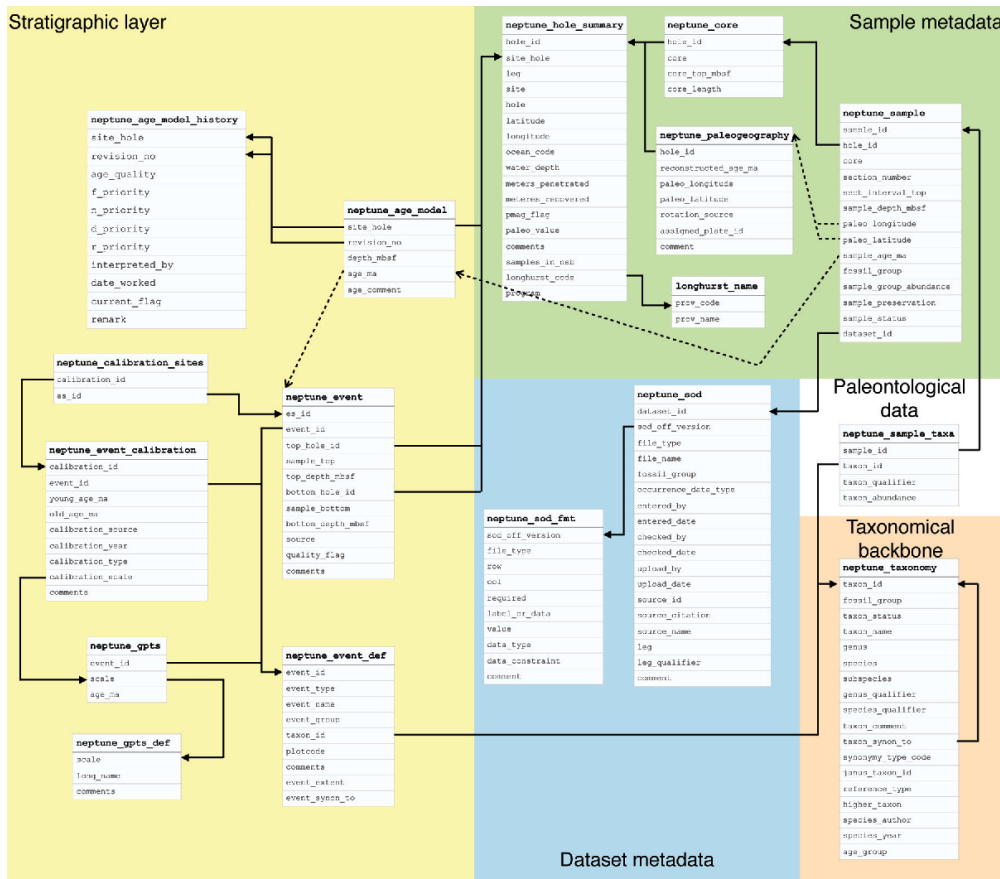 Stratigraphic layer
neptune_age_model_history
site_hole
revision_no
age_quality
f_priority
n_priority
d_priority
r_priority
interpreted_by
date_worked
current_flag
remark
neptune_age_model
site_hole
revision_no
depth_mbsf
age_ma
age_comment
neptune_calibration_sites
calibration_id
es_id
neptune_event_calibration
calibration_id
event_id
young_age_ma
old_age_ma
calibration_source
calibration_year
calibration_type
calibration_scale
comments
neptune_event
es_id
event_id
top_hole_id
sample_top
top_depth_mbsf
bottom_hole_id
sample_bottom
bottom_depth_mbsf
source
quality_flag
comments
neptune_gpts
event_id
scale
age_ma
neptune_gpts_def
scale
long_name
comments
neptune_event_def
event_id
event_type
event_name
event_group
taxon_id
plotcode
comments
event_extent
event_synon_to
Sample metadata
neptune_hole_summary
hole_id
site_hole
leg
site
hole
latitude
longitude
ocean_code
water_depth
meters_penetrated
meteres_recovered
pmag_flag
paleo_value
comments
samples_in_nsb
longhurst_code
program
neptune_core
hole_id
core
core_top_mbsf
core_length
neptune_paleogeography
hole_id
reconstructed_age_ma
paleo_longitude
paleo_latitude
rotation_source
assigned_plate_id
comment
longhurst_name
prov_code
prov_name
neptune_sample
sample_id
hole_id
core
section_number
sect_interval_top
sample_depth_mbsf
paleo_longitude
paleo_latitude
sample_age_ma
fossil_group
sample_group_abundance
sample_preservation
sample_status
dataset_id
neptune_sod
dataset_id
sod_off_version
file_type
file_name
fossil_group
occurrence_data_type
entered_by
entered_date
checked_by
checked_date
upload_by
upload_date
source_id
source_citation
source_name
leg
leg_qualifier
comment
neptune_sod_fmt
sod_off_version
file_type
row
col
required
label_or_data
value
data_type
data_constraint
comment
Dataset metadata
Paleontological
data
neptune_sample_taxa
sample_id
taxon_id
taxon_qualifier
taxon_abundance
Taxonomical
backbone
neptune_taxonomy
taxon_id
fossil_group
taxon_status
taxon_name
genus
species
subspecies
genus_qualifier
species_qualifier
taxon_comment
taxon_synon_to
synonymy_type_code
janus_taxon_id
reference_type
higher_taxon
species_author
species_year
age_group